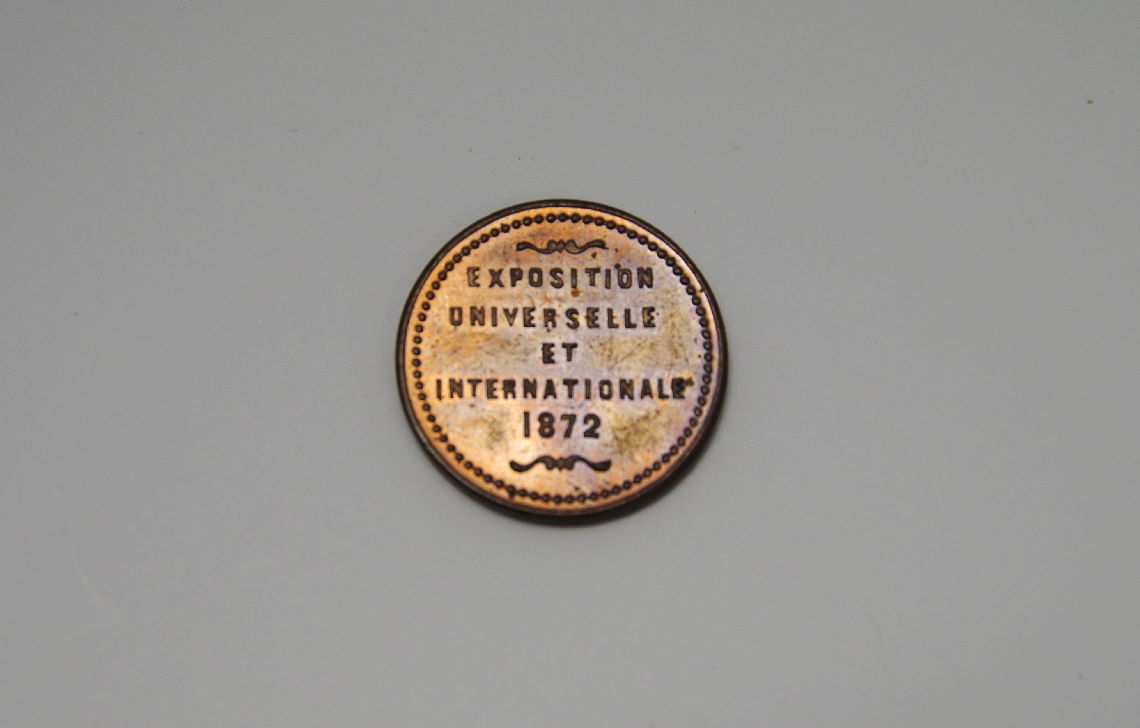 EXPOSITION
UNIVERSELLE
ET
INTERNATIONALE
1872